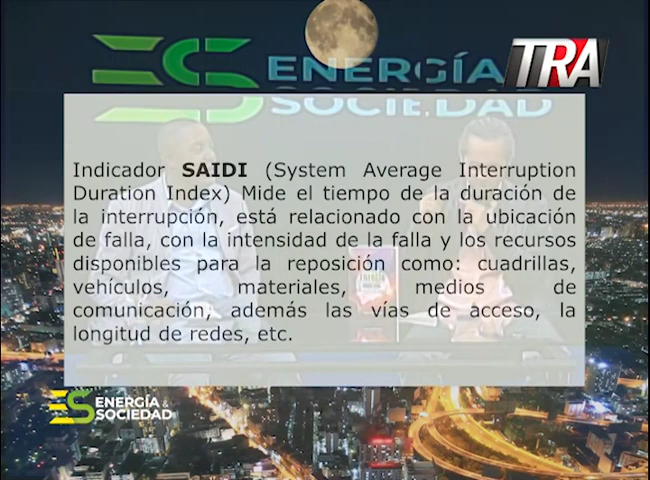 ES ENERGÍA
SOCIEDAD
TRA
Indicador SAIDI (System Average Interruption
Duration Index) Mide el tiempo de la duración de
la interrupción, está relacionado con la ubicación
de falla, con la intensidad de la falla y los recursos
disponibles para la reposición como: cuadrillas,
vehículos, materiales, medios de
comunicación, además las vías de acceso, la
longitud de redes, etc.
ES ENERGÍA &
SOCIEDAD